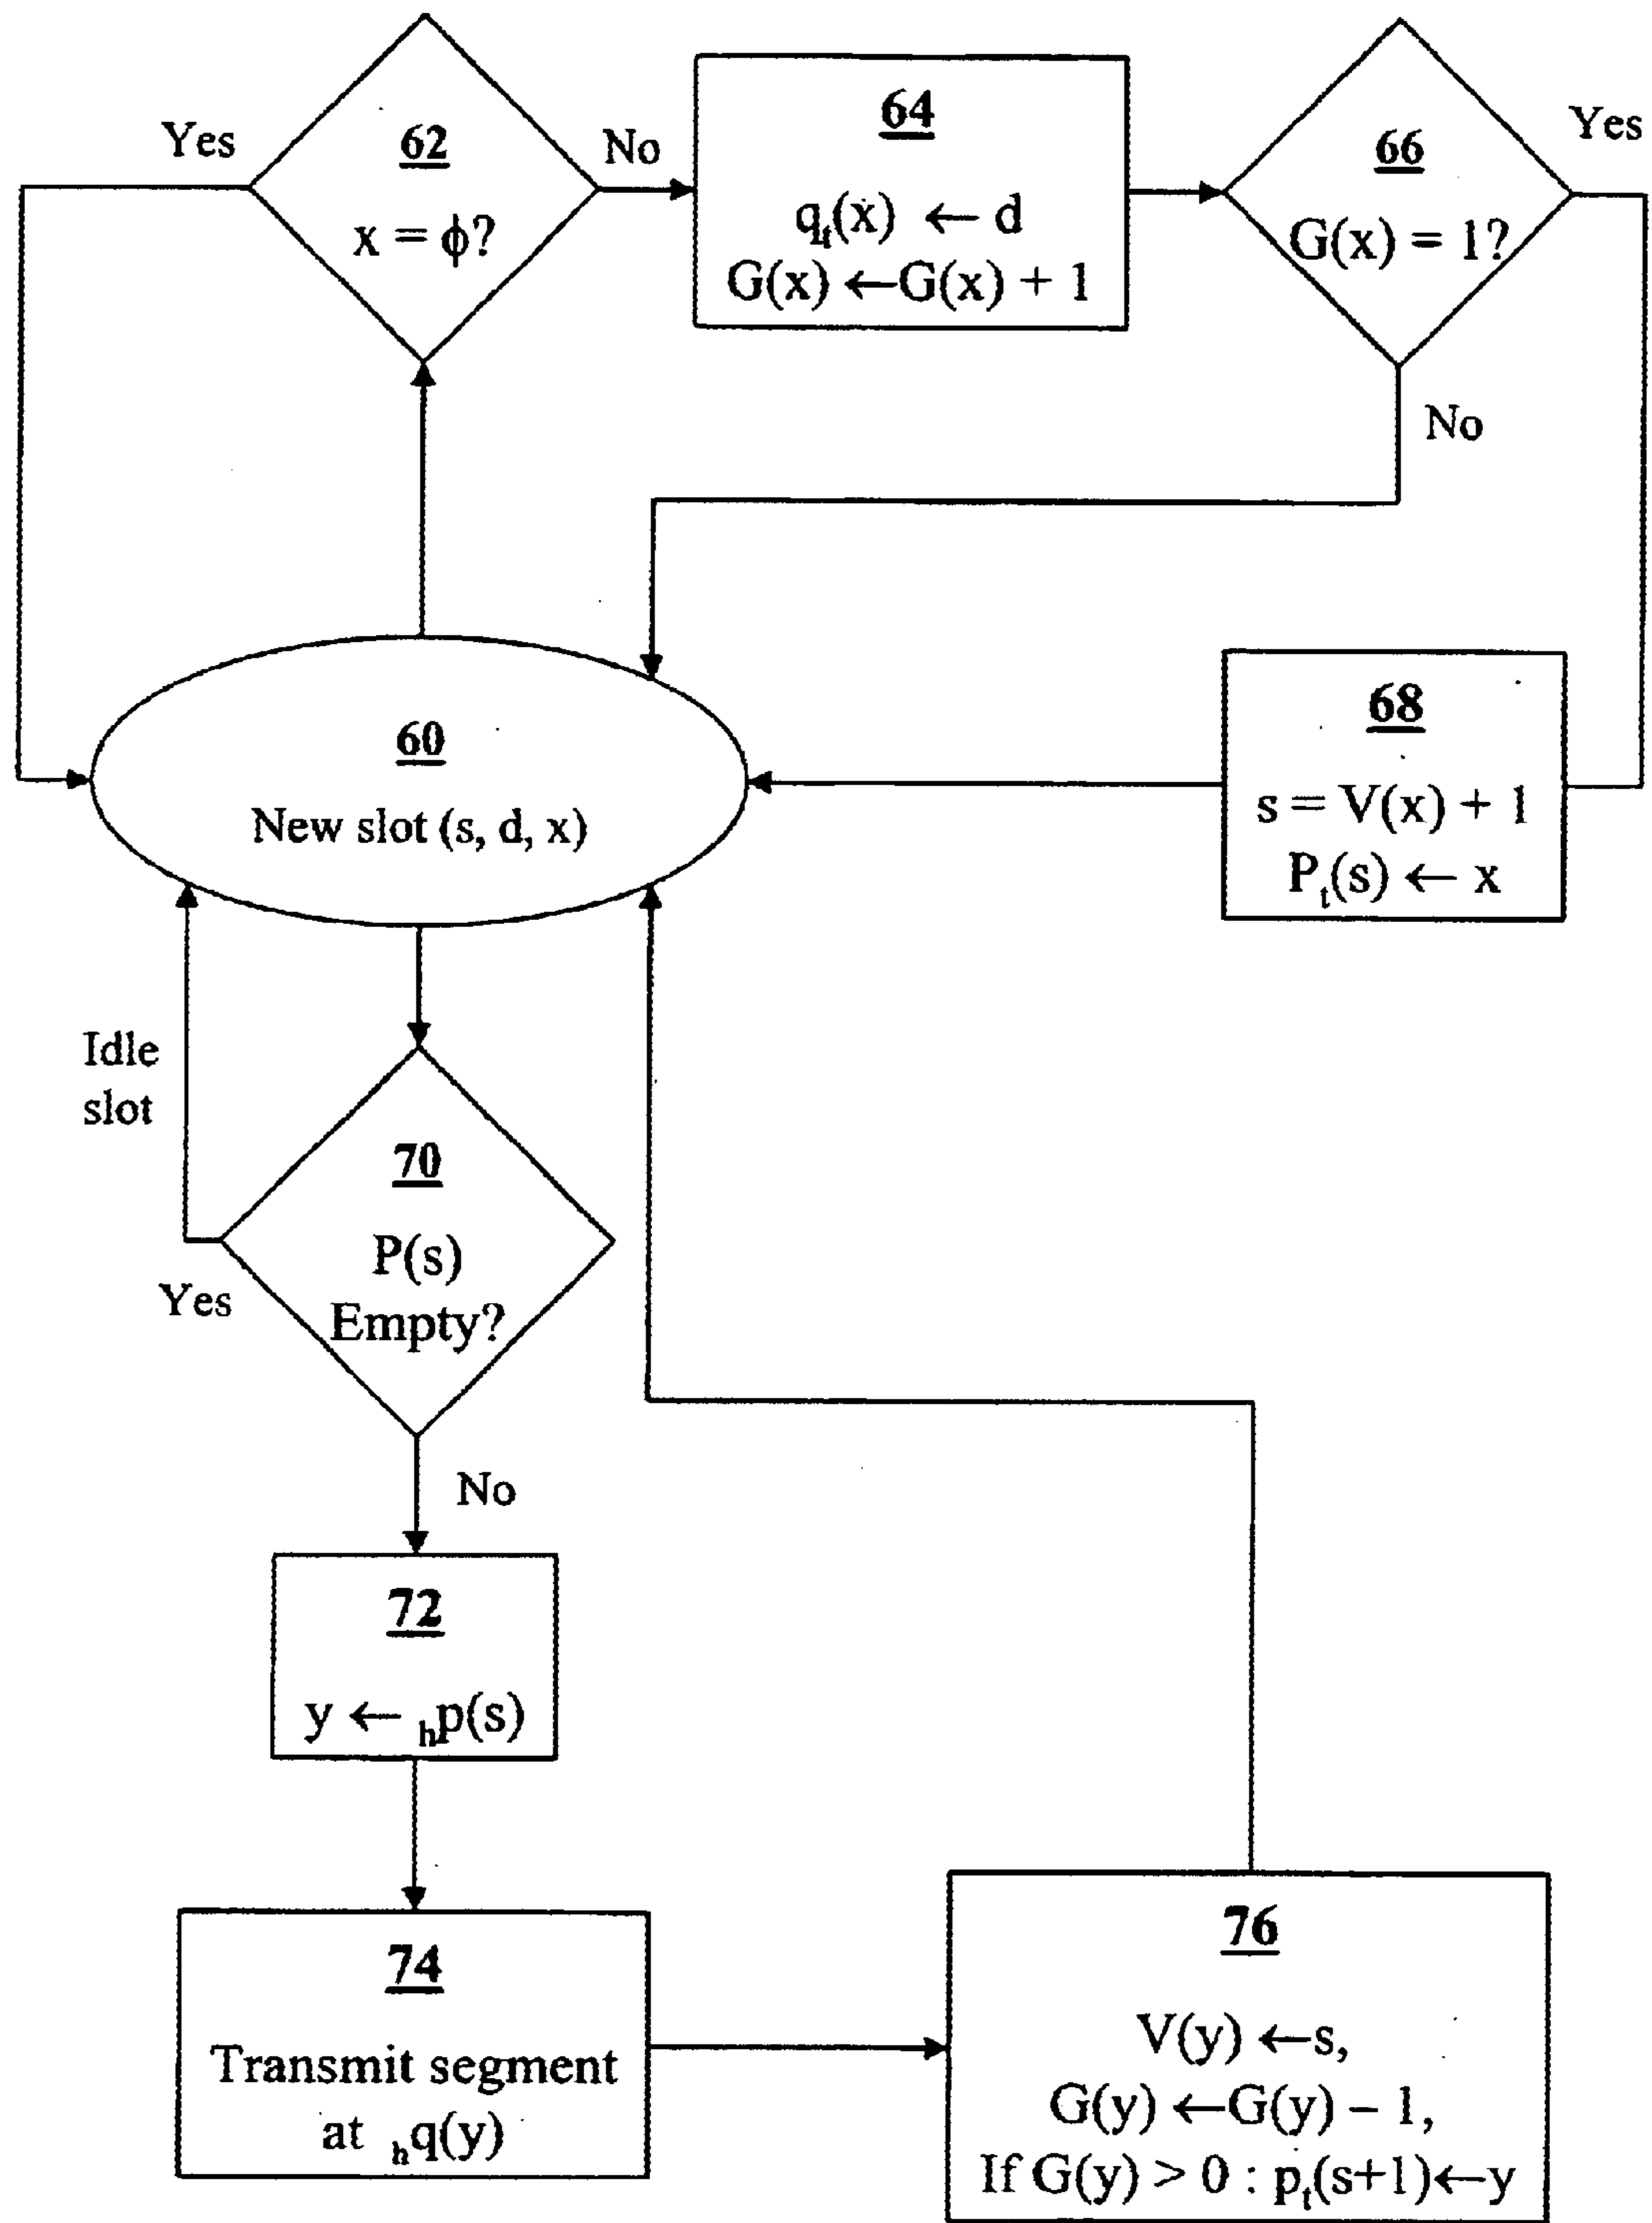 Yes
62
x = ϕ?
No
64
qₜ(x) ← d
G(x) ←G(x) + 1
66
G(x) = 1?
Yes
No
60
New slot (s, d, x)
68
s = V(x) + 1
Pₜ(s) ← x
Idle
slot
70
P(s)
Empty?
Yes
No
72
y ← ₕp(s)
74
Transmit segment
at ₕq(y)
76
V(y) ←s,
G(y) ←G(y) – 1,
If G(y) > 0 : pₜ(s+1)←y